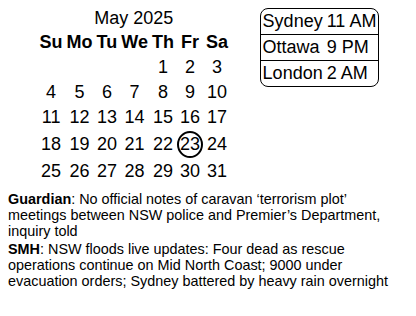 May 2025
Su Mo Tu We Th Fr Sa
1 2 3
4 5 6 7 8 9 10
11 12 13 14 15 16 17
18 19 20 21 22 23 24
25 26 27 28 29 30 31
Sydney 11 AM
Ottawa 9 PM
London 2 AM
Guardian: No official notes of caravan ‘terrorism plot’
meetings between NSW police and Premier’s Department,
inquiry told
SMH: NSW floods live updates: Four dead as rescue
operations continue on Mid North Coast; 9000 under
evacuation orders; Sydney battered by heavy rain overnight